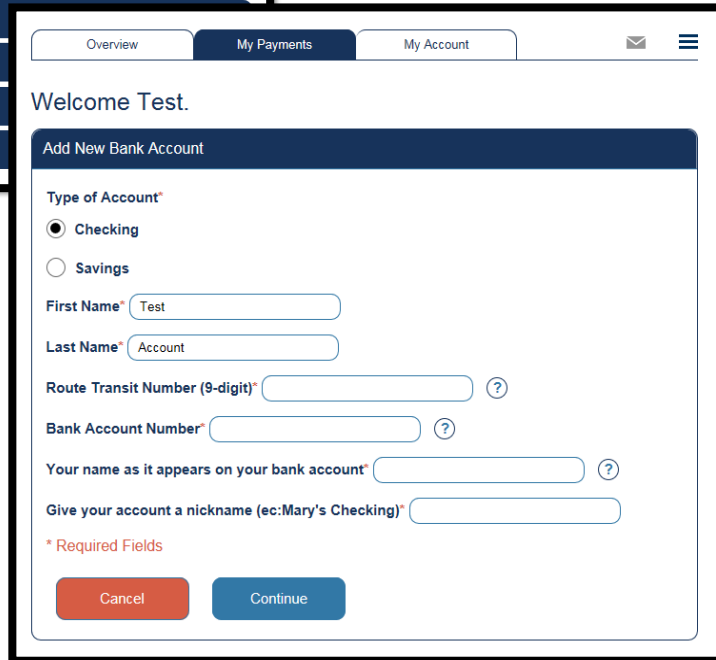 Overview My Payments My Account
Welcome Test.
Add New Bank Account
Type of Account*
Checking
Savings
First Name* Test
Last Name* Account
Route Transit Number (9-digit)* ?
Bank Account Number* ?
Your name as it appears on your bank account* ?
Give your account a nickname (ec:Mary's Checking)*
* Required Fields
Cancel Continue